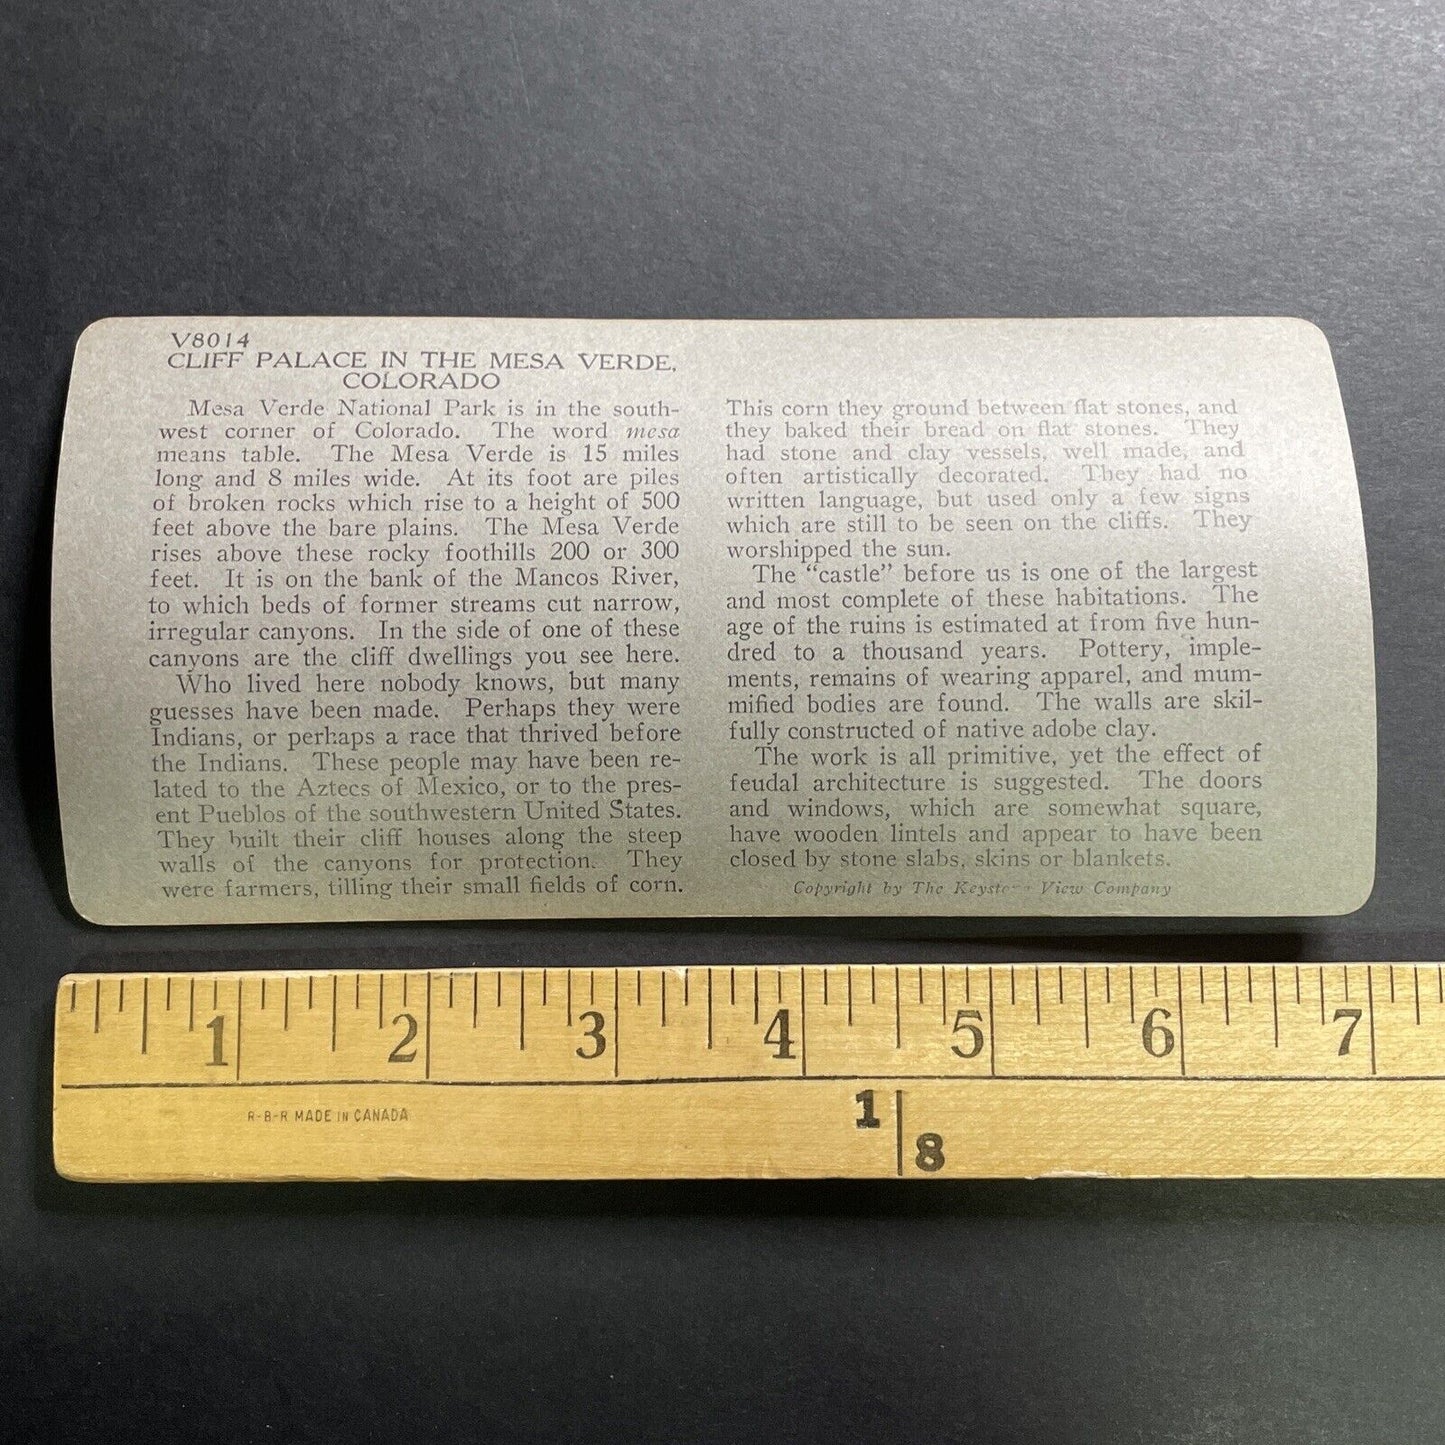 V8014
CLIFF PALACE IN THE MESA VERDE,
COLORADO
Mesa Verde National Park is in the south-
west corner of Colorado. The word mesa
means table. The Mesa Verde is 15 miles
long and 8 miles wide. At its foot are piles
of broken rocks which rise to a height of 500
feet above the bare plains. The Mesa Verde
rises above these rocky foothills 200 or 300
feet. It is on the bank of the Mancos River,
to which beds of former streams cut narrow,
irregular canyons. In the side of one of these
canyons are the cliff dwellings you see here.
Who lived here nobody knows, but many
guesses have been made. Perhaps they were
Indians, or perhaps a race that thrived before
the Indians. These people may have been re-
lated to the Aztecs of Mexico, or to the pres-
ent Pueblos of the southwestern United States.
They built their cliff houses along the steep
walls of the canyons for protection. They
were farmers, tilling their small fields of corn.
This corn they ground between flat stones, and
they baked their bread on flat stones. They
had stone and clay vessels, well made, and
often artistically decorated. They had no
written language, but used only a few signs
which are still to be seen on the cliffs. They
worshipped the sun.
The "castle" before us is one of the largest
and most complete of these habitations. The
age of the ruins is estimated at from five hun-
dred to a thousand years. Pottery, imple-
ments, remains of wearing apparel, and mum-
mified bodies are found. The walls are skil-
fully constructed of native adobe clay.
The work is all primitive, yet the effect of
feudal architecture is suggested. The doors
and windows, which are somewhat square,
have wooden lintels and appear to have been
closed by stone slabs, skins or blankets.
Copyright by The Keystone View Company
1 2 3 4 5 6 7
R-B-R MADE IN CANADA
1
8